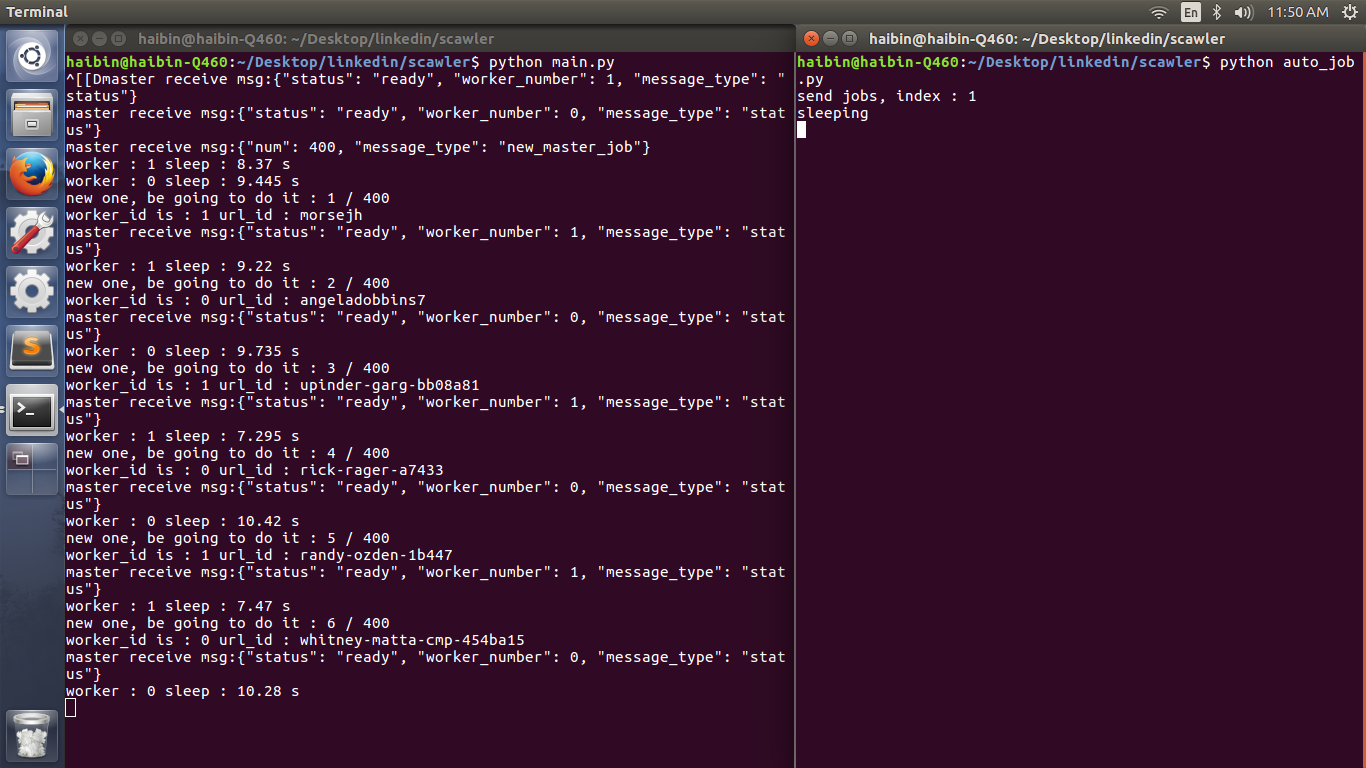 Terminal
En
11:50 AM
haibin@haibin-Q460: ~/Desktop/linkedin/scawler
haibin@haibin-Q460:~/Desktop/linkedin/scawler$ python main.py
^[[Dmaster receive msg:{"status": "ready", "worker_number": 1, "message_type": "
status"}
master receive msg:{"status": "ready", "worker_number": 0, "message_type": "stat
us"}
master receive msg:{"num": 400, "message_type": "new_master_job"}
worker : 1 sleep : 8.37 s
worker : 0 sleep : 9.445 s
new one, be going to do it : 1 / 400
worker_id is : 1 url_id : morsejh
master receive msg:{"status": "ready", "worker_number": 1, "message_type": "stat
us"}
worker : 1 sleep : 9.22 s
new one, be going to do it : 2 / 400
worker_id is : 0 url_id : angeladobbins7
master receive msg:{"status": "ready", "worker_number": 0, "message_type": "stat
us"}
worker : 0 sleep : 9.735 s
new one, be going to do it : 3 / 400
worker_id is : 1 url_id : upinder-garg-bb08a81
master receive msg:{"status": "ready", "worker_number": 1, "message_type": "stat
us"}
worker : 1 sleep : 7.295 s
new one, be going to do it : 4 / 400
worker_id is : 0 url_id : rick-rager-a7433
master receive msg:{"status": "ready", "worker_number": 0, "message_type": "stat
us"}
worker : 0 sleep : 10.42 s
new one, be going to do it : 5 / 400
worker_id is : 1 url_id : randy-ozden-1b447
master receive msg:{"status": "ready", "worker_number": 1, "message_type": "stat
us"}
worker : 1 sleep : 7.47 s
new one, be going to do it : 6 / 400
worker_id is : 0 url_id : whitney-matta-cmp-454ba15
master receive msg:{"status": "ready", "worker_number": 0, "message_type": "stat
us"}
worker : 0 sleep : 10.28 s
haibin@haibin-Q460: ~/Desktop/linkedin/scawler
haibin@haibin-Q460:~/Desktop/linkedin/scawler$ python auto_job
.py
send jobs, index : 1
sleeping